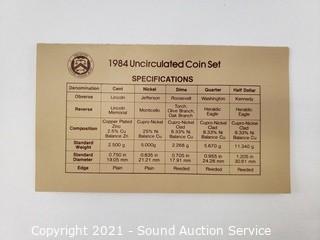 1984 Uncirculated Coin Set
SPECIFICATIONS
Denomination Cent Nickel Dime Quarter Half Dollar
Obverse Lincoln Jefferson Roosevelt Washington Kennedy
Reverse Lincoln Memorial Monticello Torch, Olive Branch, Oak Branch Heraldic Eagle Heraldic Eagle
Composition Copper Plated Zinc 2.5% Cu Balance Zn Cupro-Nickel 25% Ni Balance Cu Cupro-Nickel Clad 8.33% Ni Balance Cu Cupro-Nickel Clad 8.33% Ni Balance Cu Cupro-Nickel Clad 8.33% Ni Balance Cu
Standard Weight 2.500 g 5.000g 2.268 g 5.670 g 11.340 g
Standard Diameter 0.750 in 19.05 mm 0.835 in 21.21 mm 0.705 in 17.91 mm 0.955 in 24.26 mm 1.205 in 30.61 mm
Edge Plain Plain Reeded Reeded Reeded
Copyright 2021 - Sound Auction Service